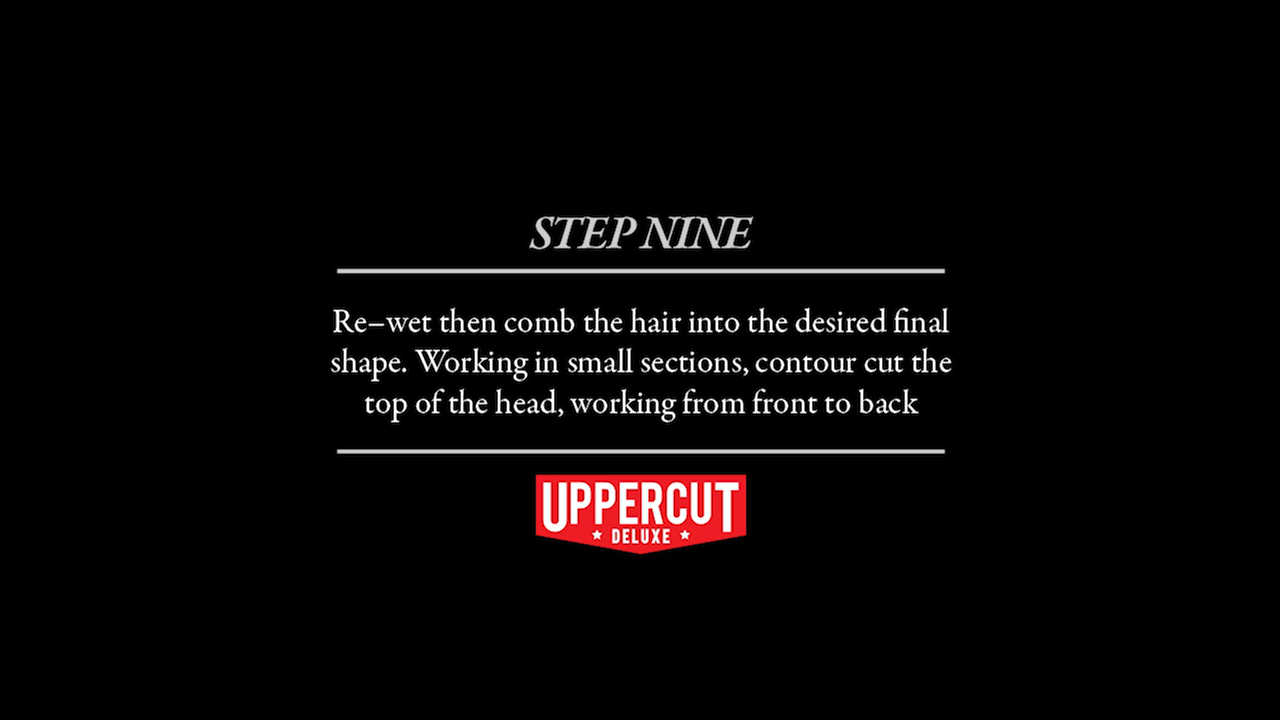 STEP NINE
Re–wet then comb the hair into the desired final
shape. Working in small sections, contour cut the
top of the head, working from front to back
UPPERCUT
DELUXE